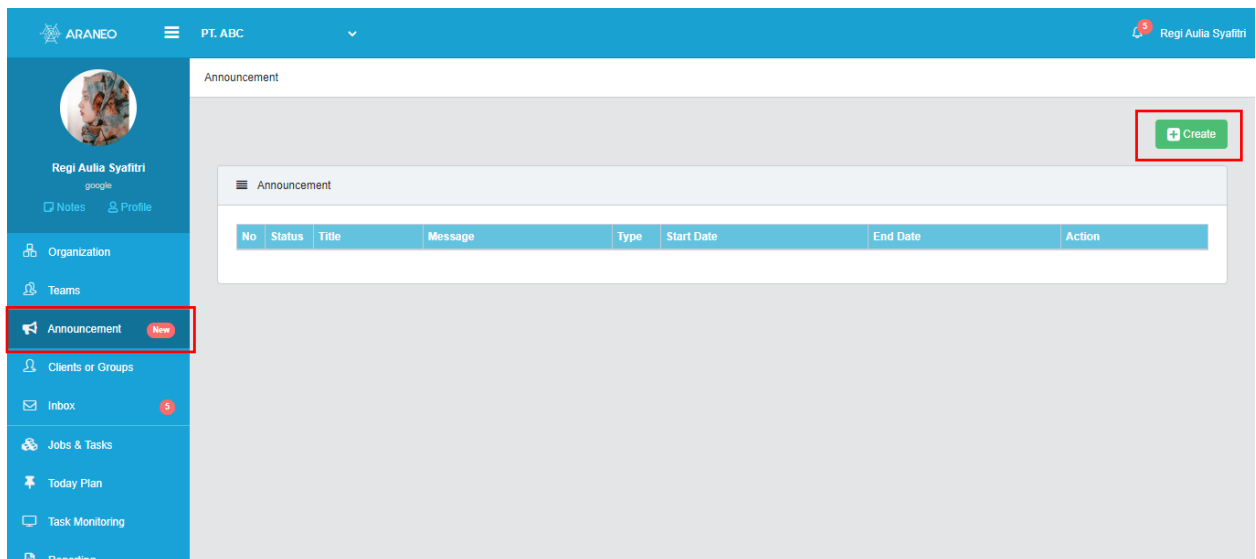 ARANEO
PT. ABC
5
Regi Aulia Syafitri
Regi Aulia Syafitri
google
Notes Profile
Organization
Teams
Announcement New
Clients or Groups
Inbox 5
Jobs & Tasks
Today Plan
Task Monitoring
Reporting
Announcement
Create
Announcement
No Status Title Message Type Start Date End Date Action